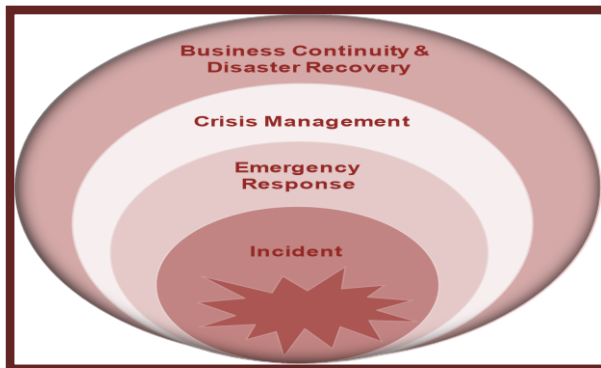 Business Continuity &
Disaster Recovery
Crisis Management
Emergency
Response
Incident